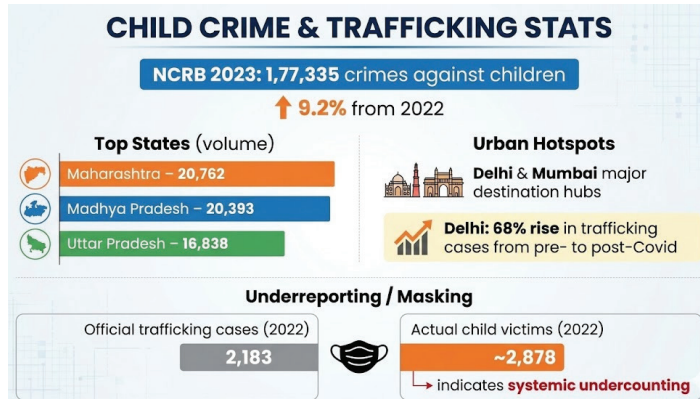 CHILD CRIME & TRAFFICKING STATS
NCRB 2023: 1,77,335 crimes against children
9.2% from 2022
Top States (volume)
Maharashtra – 20,762
Madhya Pradesh – 20,393
Uttar Pradesh – 16,838
Urban Hotspots
Delhi & Mumbai major
destination hubs
Delhi: 68% rise in trafficking
cases from pre- to post-Covid
Underreporting / Masking
Official trafficking cases (2022)
2,183
Actual child victims (2022)
~2,878
indicates systemic undercounting